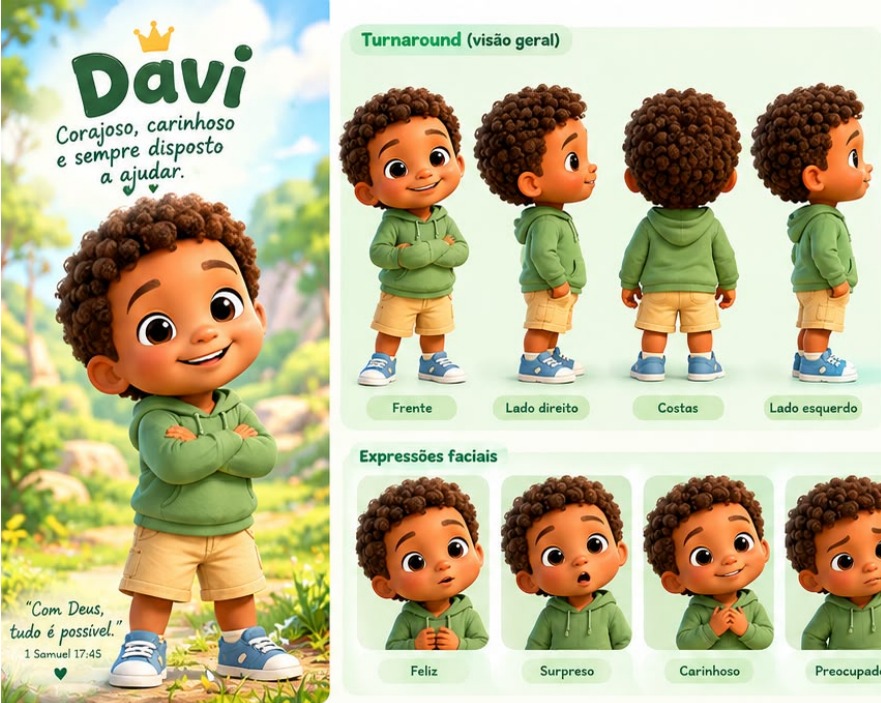 Davi
Corajoso, carinhoso
e sempre disposto
a ajudar.
"Com Deus,
tudo é possível."
1 Samuel 17:45
Turnaround (visão geral)
Frente
Lado direito
Costas
Lado esquerdo
Expressões faciais
Feliz
Surpreso
Carinhoso